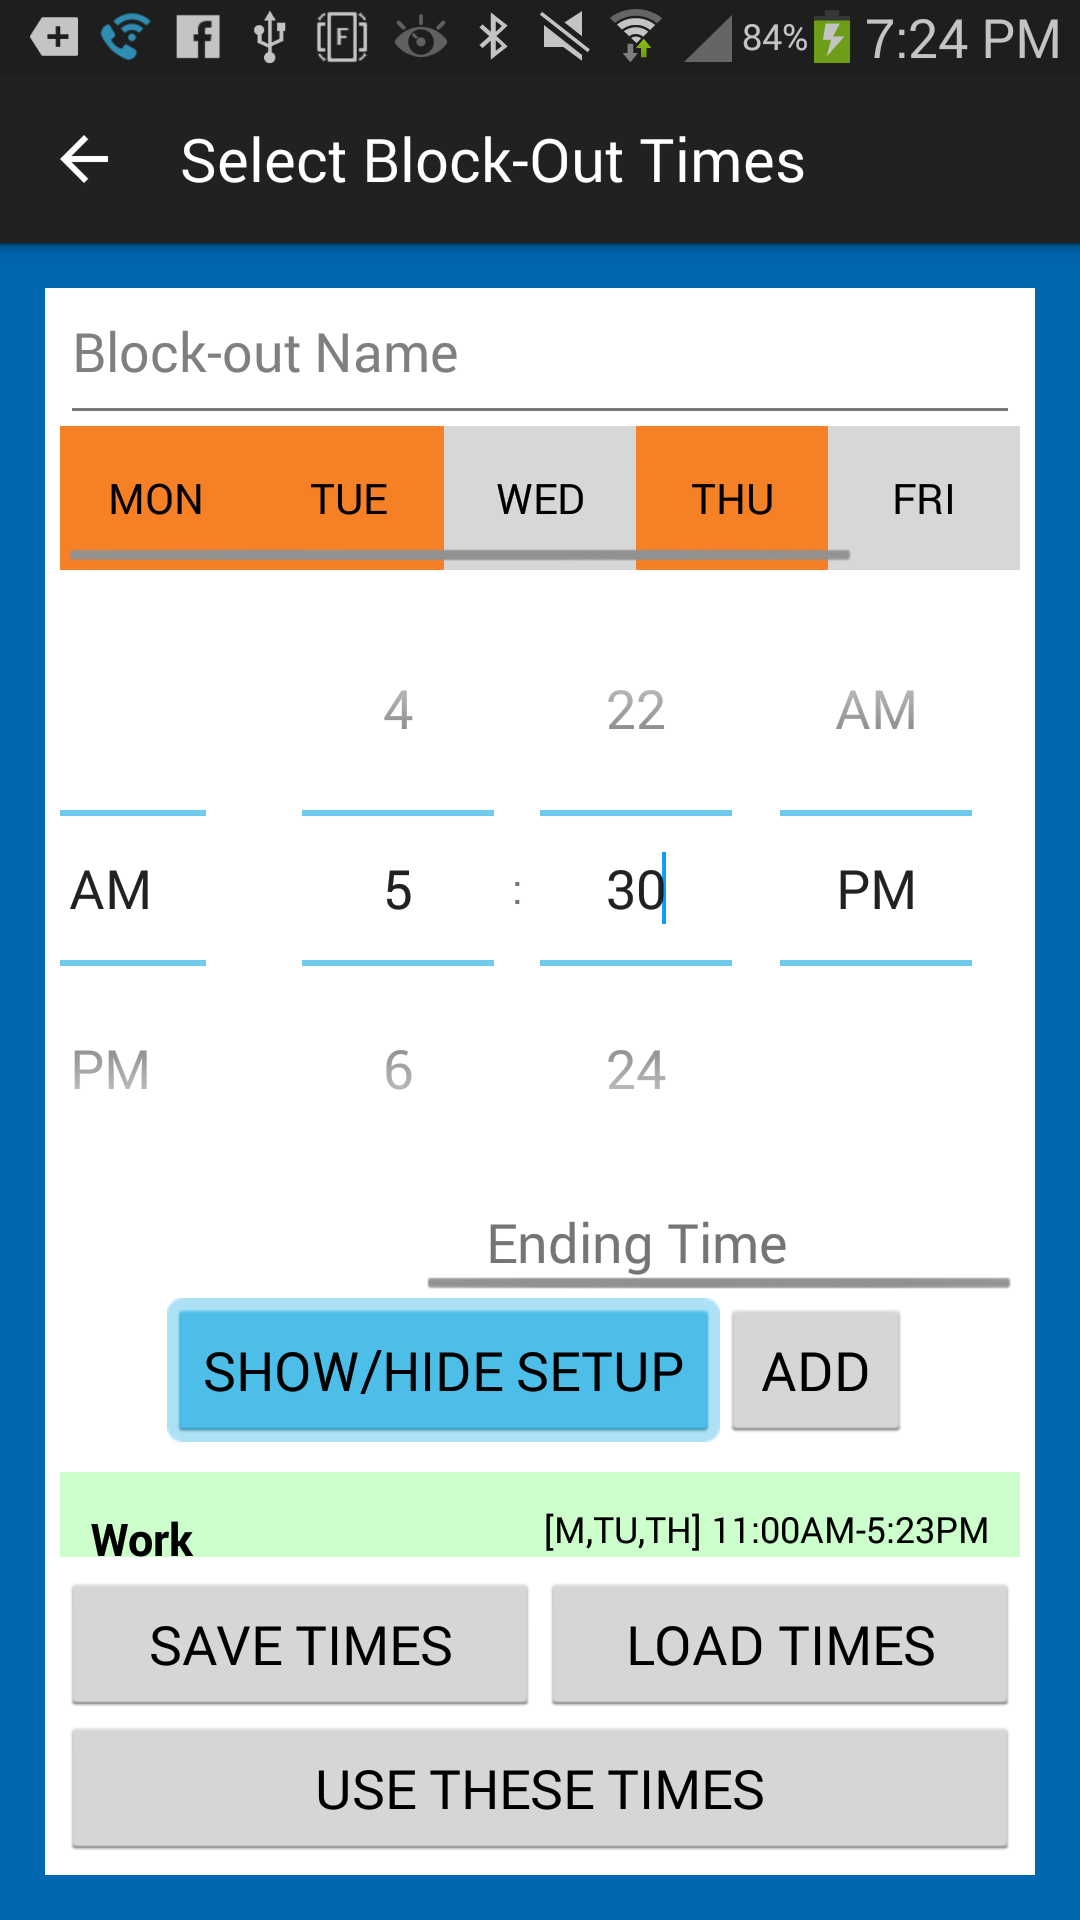 F 84% 7:24 PM
Select Block-Out Times
Block-out Name
MON TUE WED THU FRI
4 22 AM
AM 5 : 30 PM
PM 6 24
Ending Time
SHOW/HIDE SETUP ADD
Work [M,TU,TH] 11:00AM-5:23PM
SAVE TIMES LOAD TIMES
USE THESE TIMES